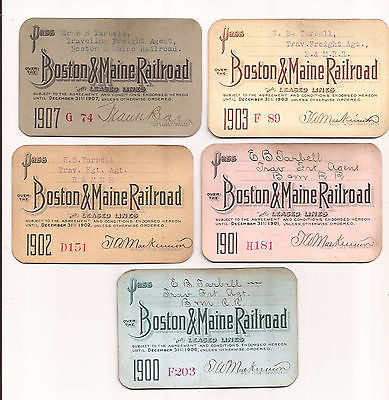 Pass
Mr E B Tarbell,
Traveling Freight Agent,
Boston & Maine Railroad.
OVER THE
Boston & Maine Railroad
AND LEASED LINES
SUBJECT TO THE AGREEMENT AND CONDITIONS ENDORSED HEREON
UNTIL DECEMBER 31ST 1907, UNLESS OTHERWISE ORDERED.
1907 G 74 Frank Barr
Pass
E. B. Tarbell,
Trav. Freight Agt.,
B & M R.R.
OVER THE
Boston & Maine Railroad
AND LEASED LINES
SUBJECT TO THE AGREEMENT AND CONDITIONS ENDORSED HEREON
UNTIL DECEMBER 31ST 1903, UNLESS OTHERWISE ORDERED.
1903 F 89 T A Mackinnon
Pass
E.B. Tarbell
Trav. Fgt. Agt.
B & M R R
OVER THE
Boston & Maine Railroad
AND LEASED LINES
SUBJECT TO THE AGREEMENT AND CONDITIONS ENDORSED HEREON
UNTIL DECEMBER 31ST 1902, UNLESS OTHERWISE ORDERED.
1902 D151 T A Mackinnon
Pass
E B Tarbell
Trav Frt Agent
B & M R R
OVER THE
Boston & Maine Railroad
AND LEASED LINES
SUBJECT TO THE AGREEMENT AND CONDITIONS ENDORSED HEREON
UNTIL DECEMBER 31ST 1901, UNLESS OTHERWISE ORDERED.
1901 H181 T A Mackinnon
Pass
E B Tarbell
Trav Frt Agt.
B & M R R
OVER THE
Boston & Maine Railroad
AND LEASED LINES
SUBJECT TO THE AGREEMENT AND CONDITIONS ENDORSED HEREON
UNTIL DECEMBER 31ST 1900, UNLESS OTHERWISE ORDERED.
1900 F203 T A Mackinnon